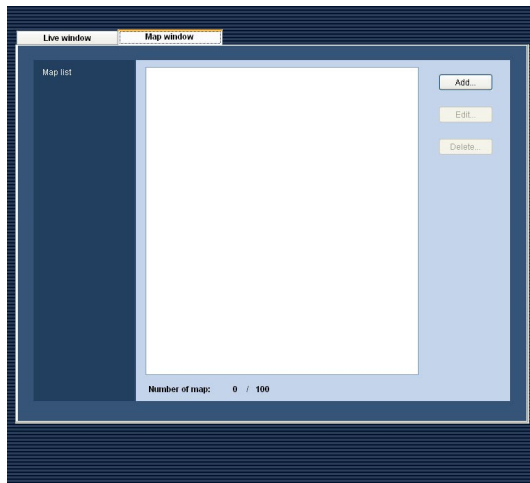 Live window
Map window
Map list
Add...
Edit...
Delete...
Number of map: 0 / 100